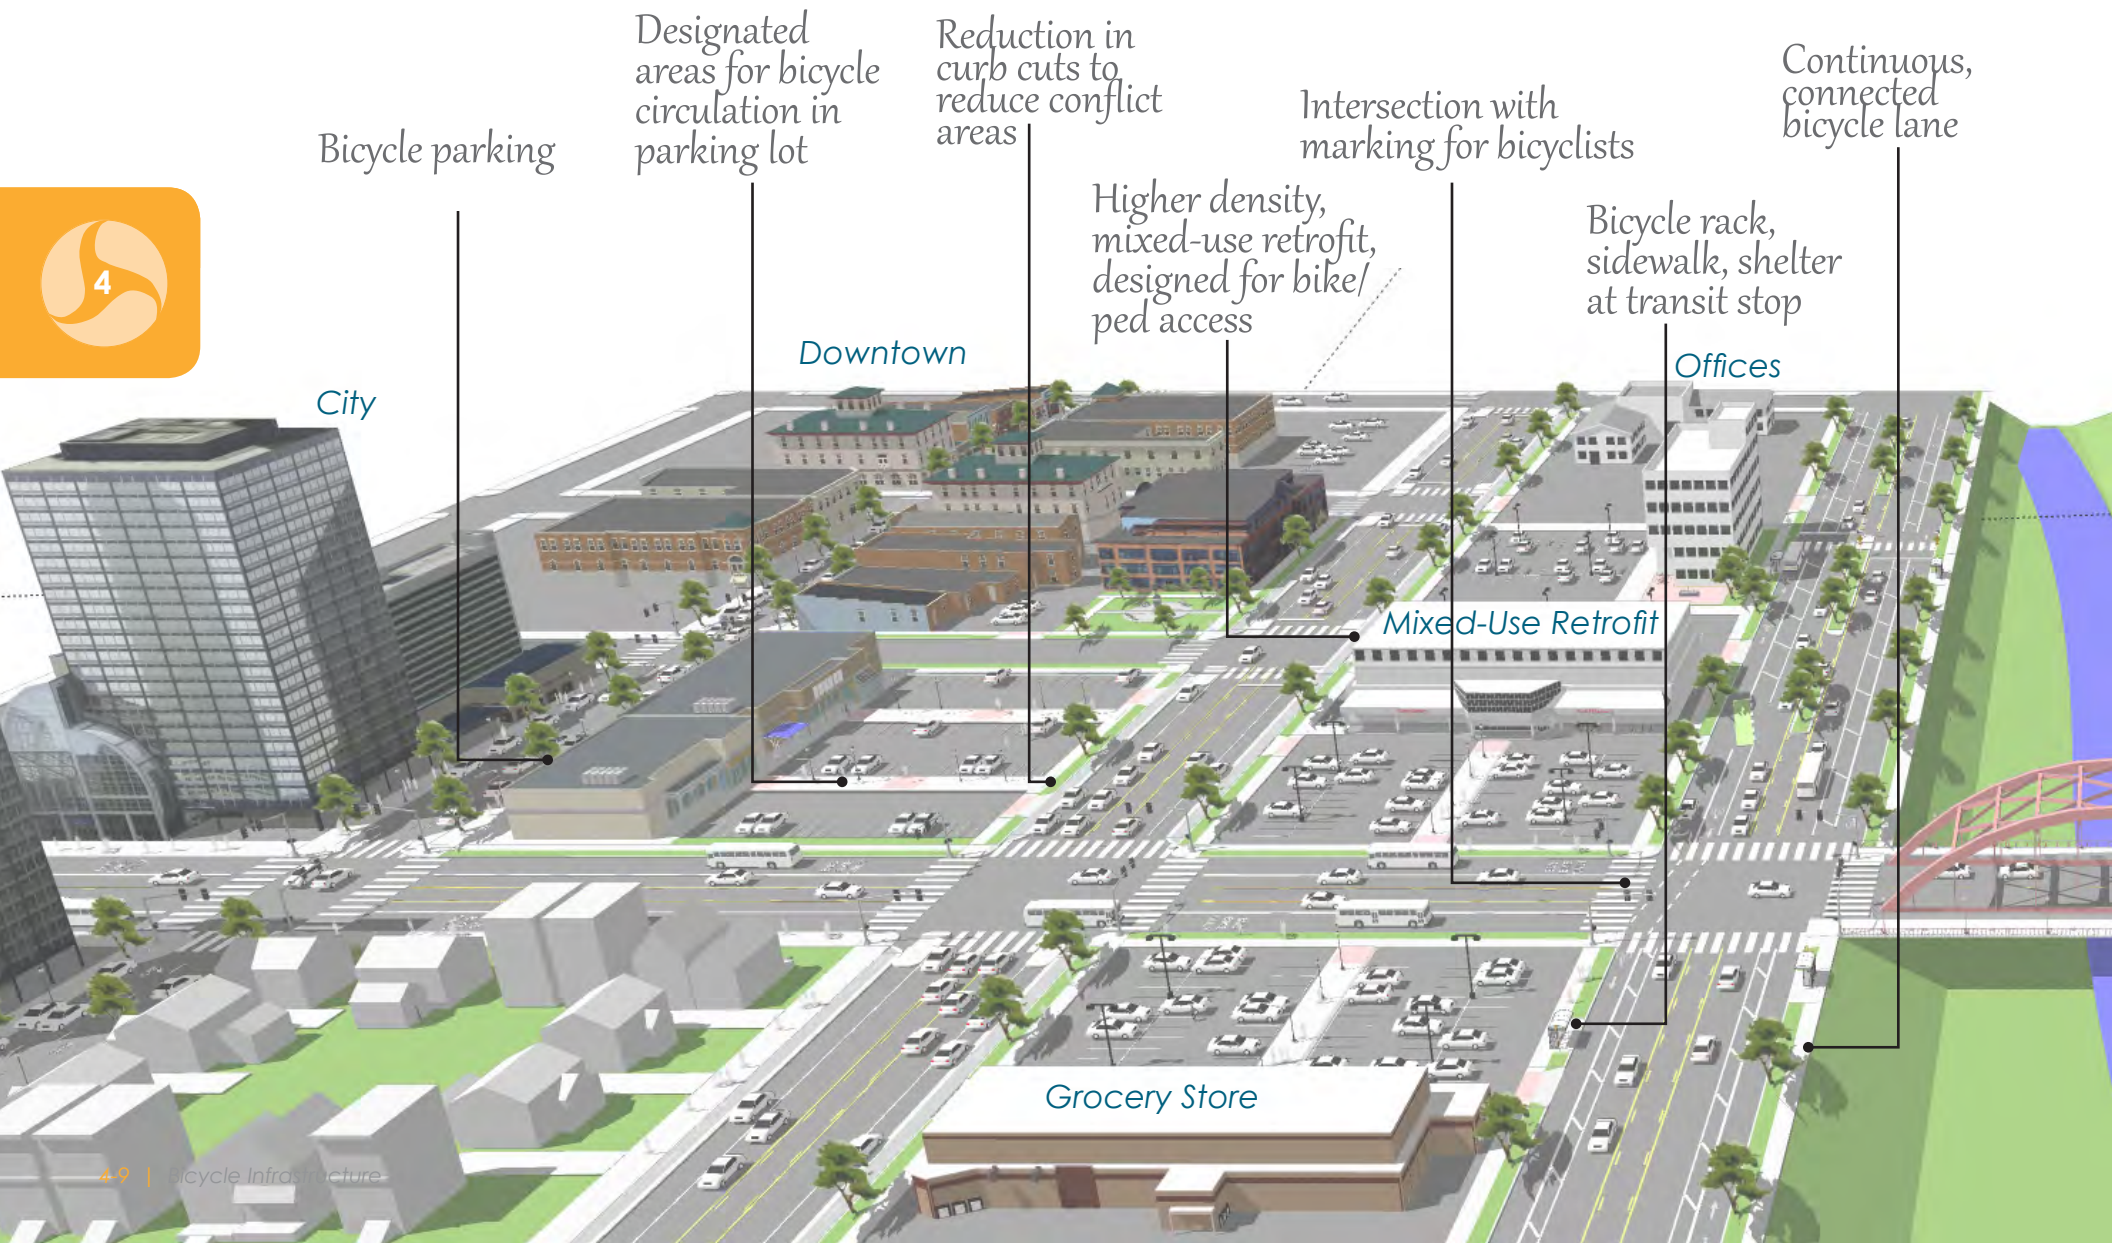 Designated
areas for bicycle
circulation in
parking lot
Reduction in
curb cuts to
reduce conflict
areas
Continuous,
connected
bicycle lane
Intersection with
marking for bicyclists
Bicycle parking
Higher density,
mixed-use retrofit,
designed for bike/
ped access
Bicycle rack,
sidewalk, shelter
at transit stop
4
Downtown
Offices
City
Mixed-Use Retrofit
Grocery Store
4-9 | Bicycle Infrastructure